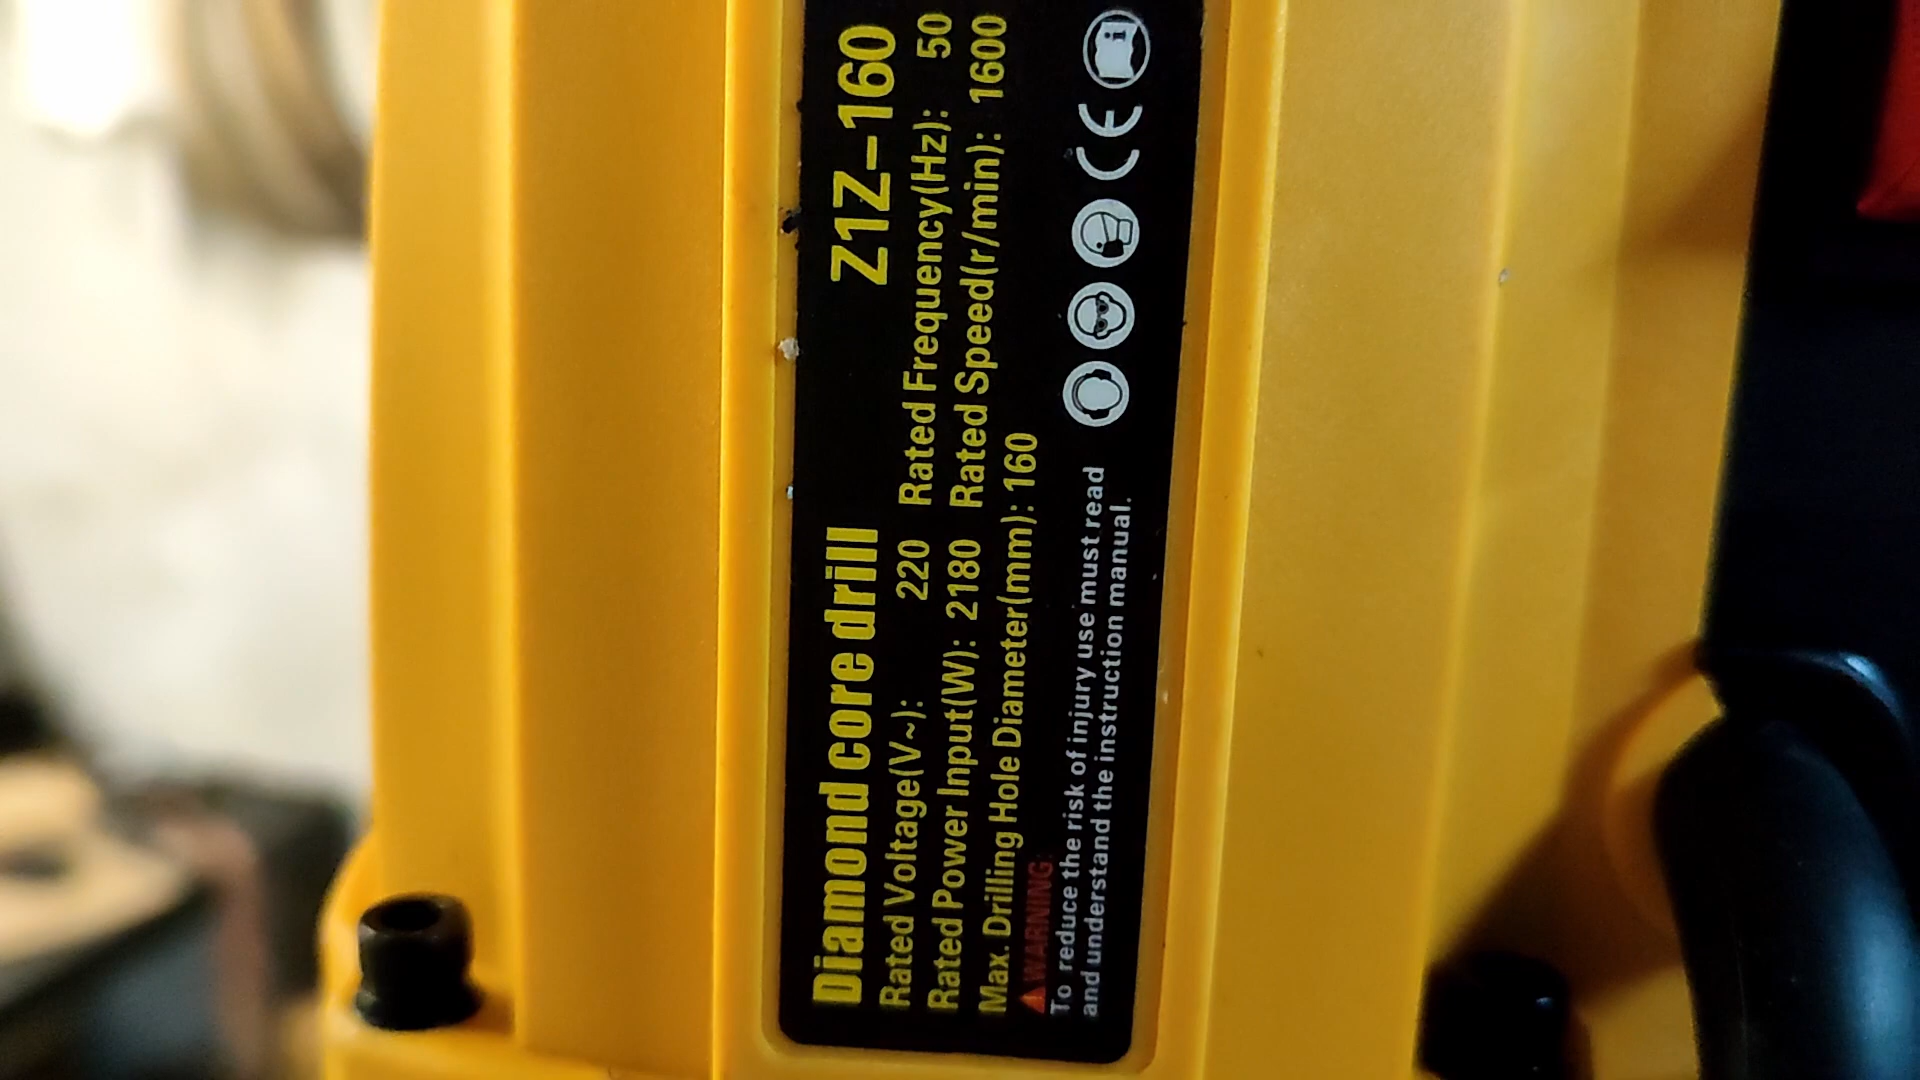 Diamond core drill Z1Z-160
Rated Voltage(V~): 220 Rated Frequency(Hz): 50
Rated Power Input(W): 2180 Rated Speed(r/min): 1600
Max. Drilling Hole Diameter(mm): 160
WARNING:
To reduce the risk of injury use must read
and understand the instruction manual.
CE